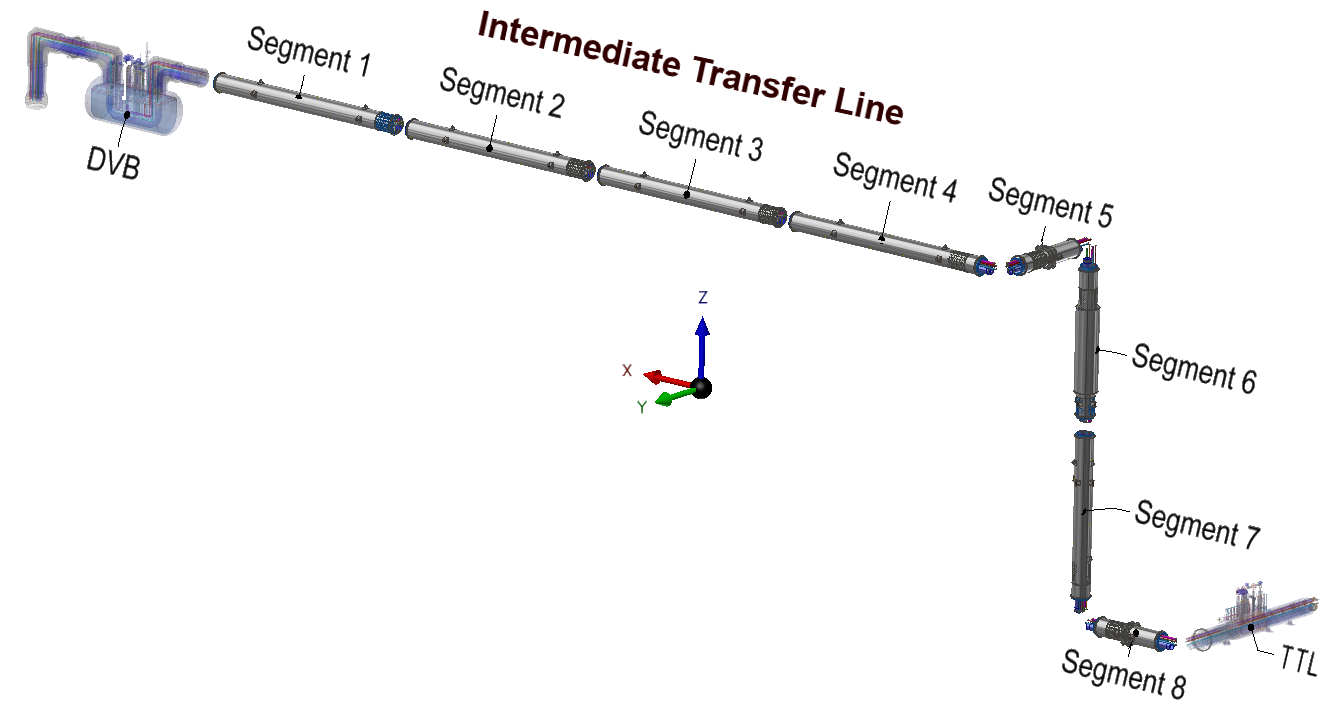 Intermediate Transfer Line
Segment 1
Segment 2
Segment 3
Segment 4
Segment 5
DVB
Z
X
Y
Segment 6
Segment 7
Segment 8
TTL